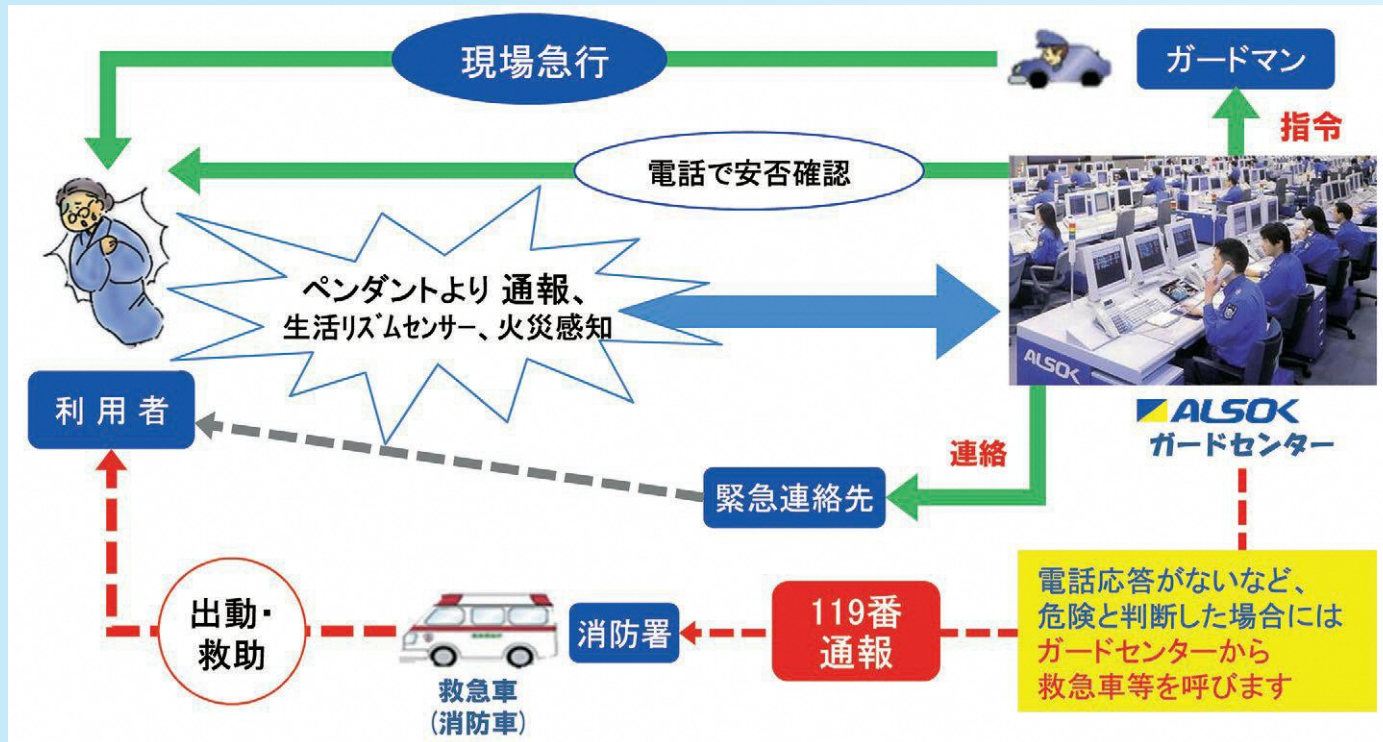 現場急行
ガードマン
指令
電話で安否確認
ペンダントより 通報、
生活リズムセンサー、火災感知
ALSOK
利用者
ALSOK
ガードセンター
連絡
緊急連絡先
電話応答がないなど、
危険と判断した場合には
ガードセンターから
救急車等を呼びます
119番
通報
消防署
出動・
救助
救急車
(消防車)